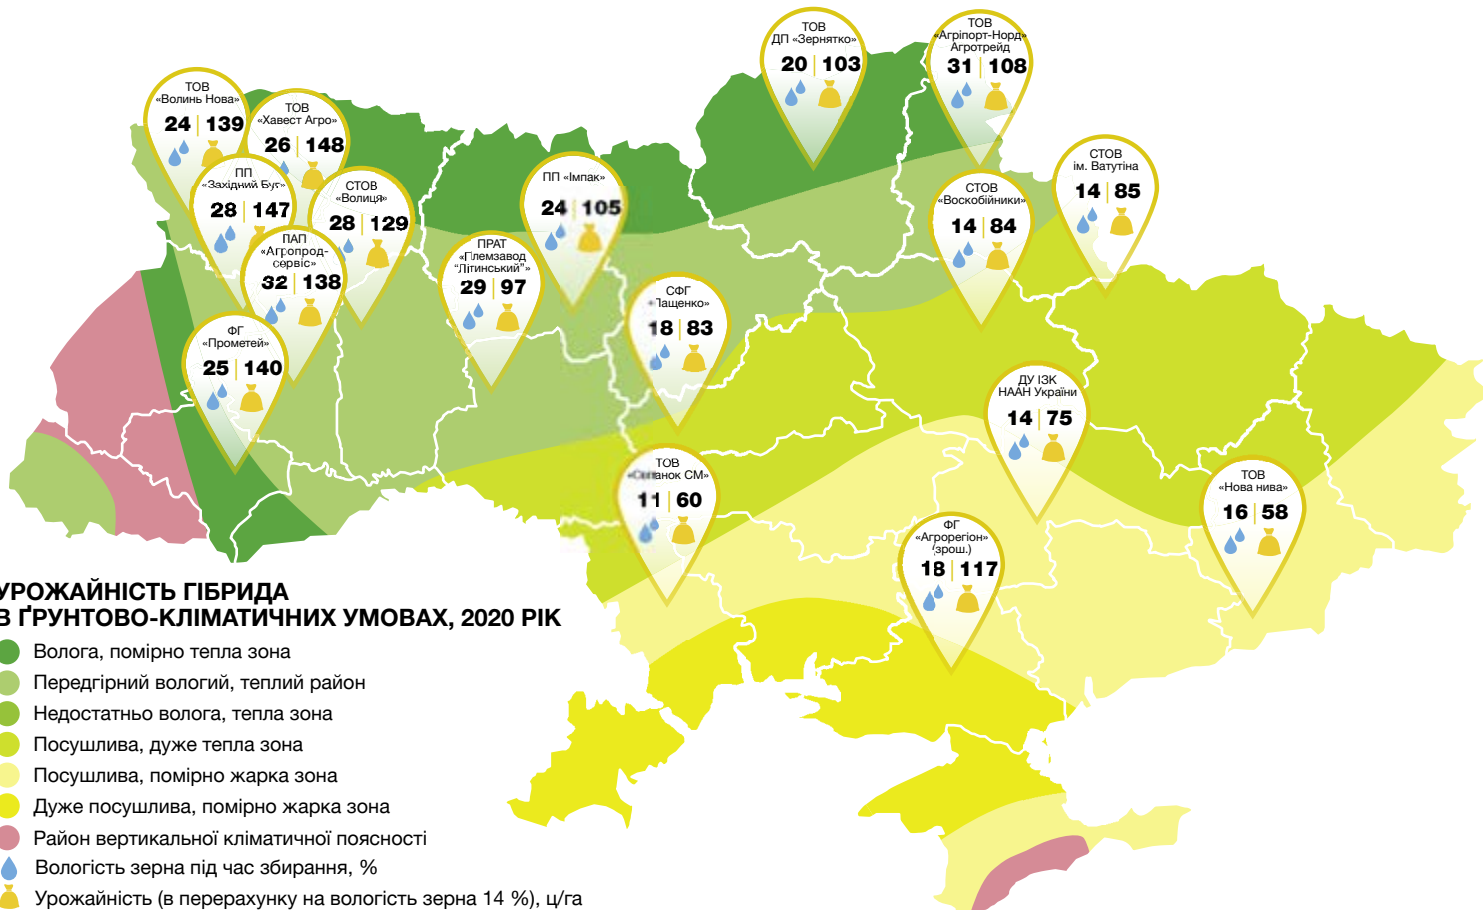 ТОВ
ДП «Зернятко»
20 103
ТОВ
«Агріпорт-Норд»
Агротрейд
31 108
ТОВ
«Волинь Нова»
24 139
ТОВ
«Хавест Агро»
26 148
ПП
«Західний Буг»
28 147
СТОВ
«Волиця»
28 129
ПП «Імпак»
24 105
СТОВ
«Воскобійники»
14 84
СТОВ
ім. Ватутіна
14 85
ПАП
«Агропрод-
сервіс»
32 138
ПРАТ
«Племзавод
"Літинський"»
29 97
СФГ
«Пащенко»
18 83
ФГ
«Прометей»
25 140
ДУ ІЗК
НААН України
14 75
ТОВ
«Світанок СМ»
11 60
ТОВ
«Нова нива»
16 58
ФГ
«Агрорегіон»
(зрош.)
18 117
УРОЖАЙНІСТЬ ГІБРИДА
В ҐРУНТОВО-КЛІМАТИЧНИХ УМОВАХ, 2020 РІК
Волога, помірно тепла зона
Передгірний вологий, теплий район
Недостатньо волога, тепла зона
Посушлива, дуже тепла зона
Посушлива, помірно жарка зона
Дуже посушлива, помірно жарка зона
Район вертикальної кліматичної поясності
Вологість зерна під час збирання, %
Урожайність (в перерахунку на вологість зерна 14 %), ц/га